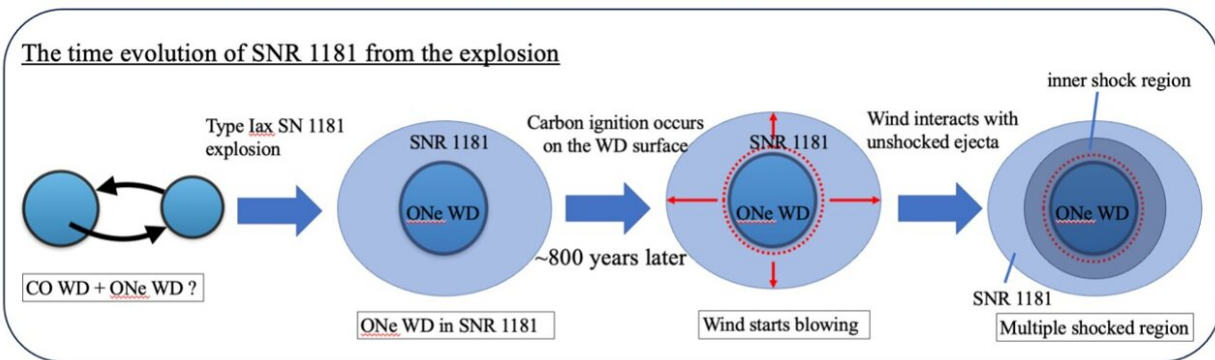 The time evolution of SNR 1181 from the explosion
CO WD + ONe WD ?
Type Iax SN 1181
explosion
SNR 1181
ONe WD
ONe WD in SNR 1181
Carbon ignition occurs
on the WD surface
~800 years later
SNR 1181
ONe WD
Wind starts blowing
Wind interacts with
unshocked ejecta
inner shock region
ONe WD
SNR 1181
Multiple shocked region